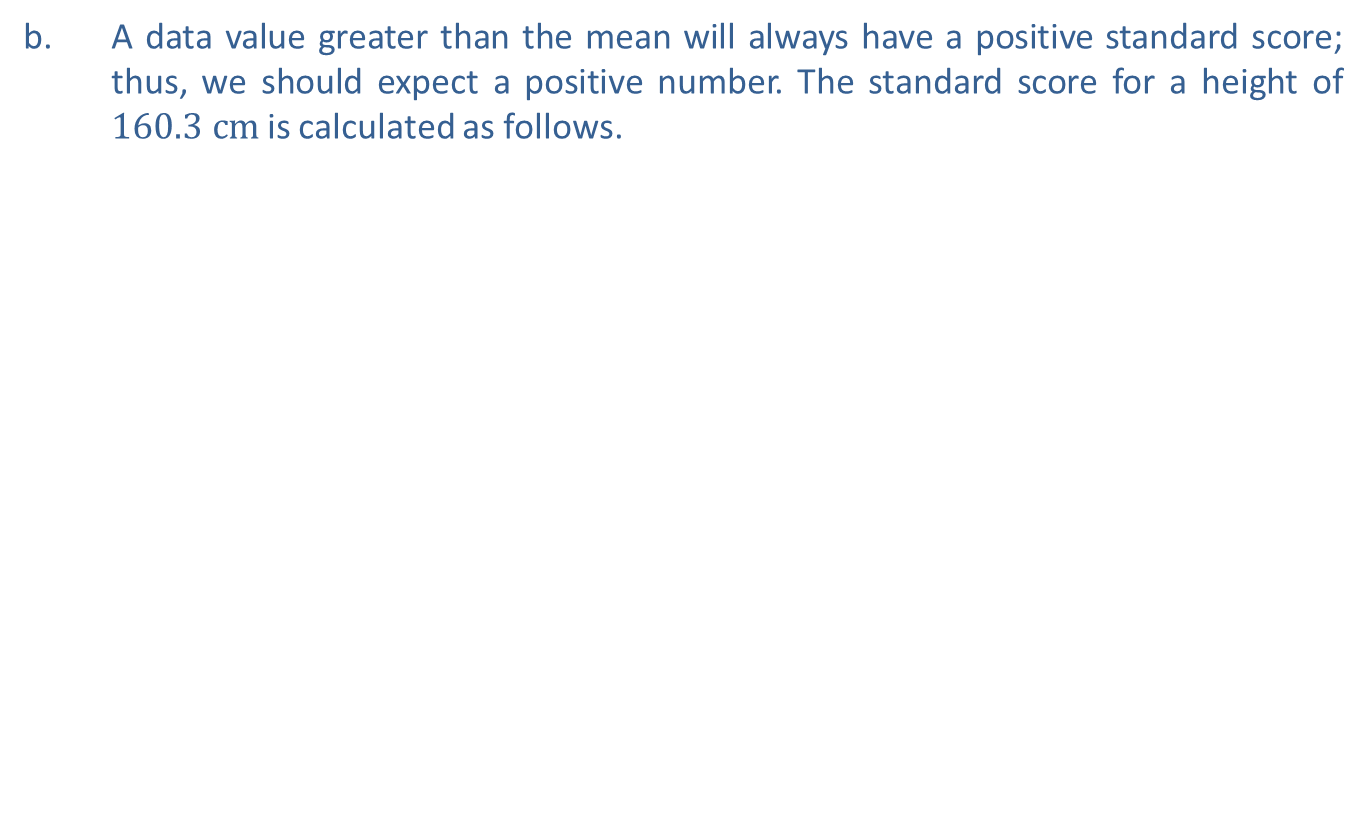 b. A data value greater than the mean will always have a positive standard score;
thus, we should expect a positive number. The standard score for a height of
160.3 cm is calculated as follows.